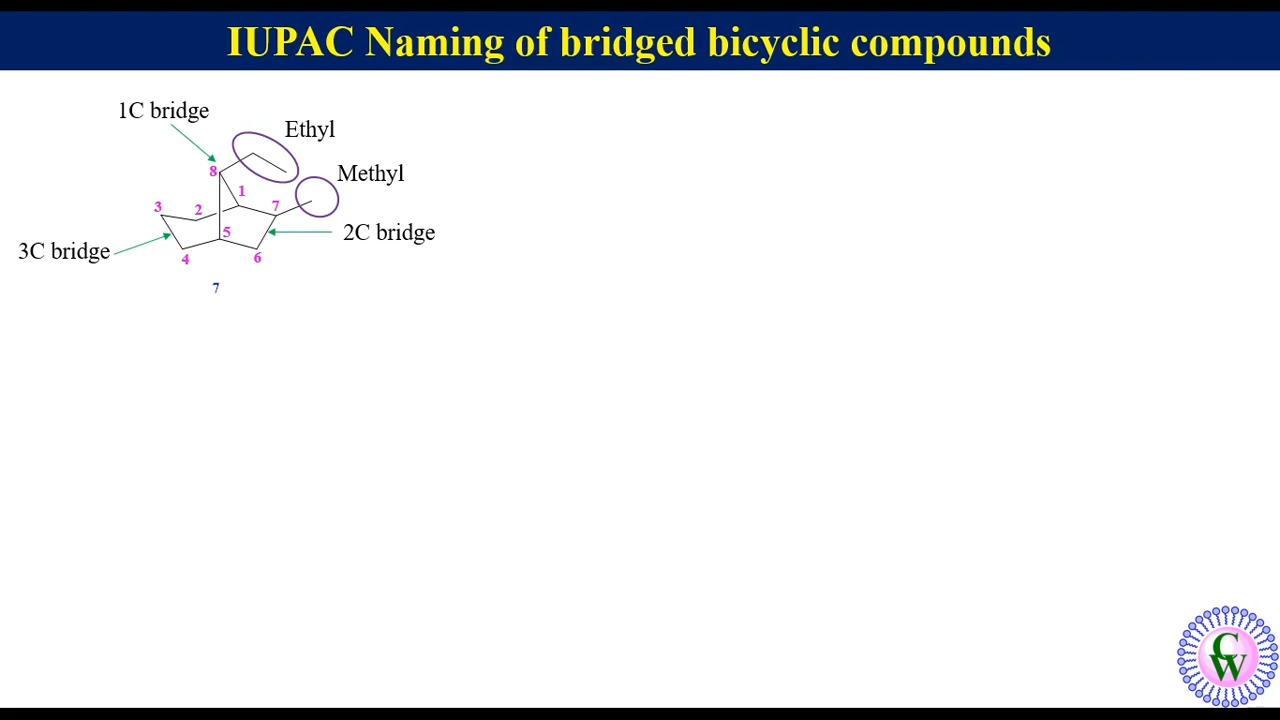 IUPAC Naming of bridged bicyclic compounds
1C bridge
Ethyl
8
Methyl
1
3
2
7
5
2C bridge
3C bridge
4
6
7
CW